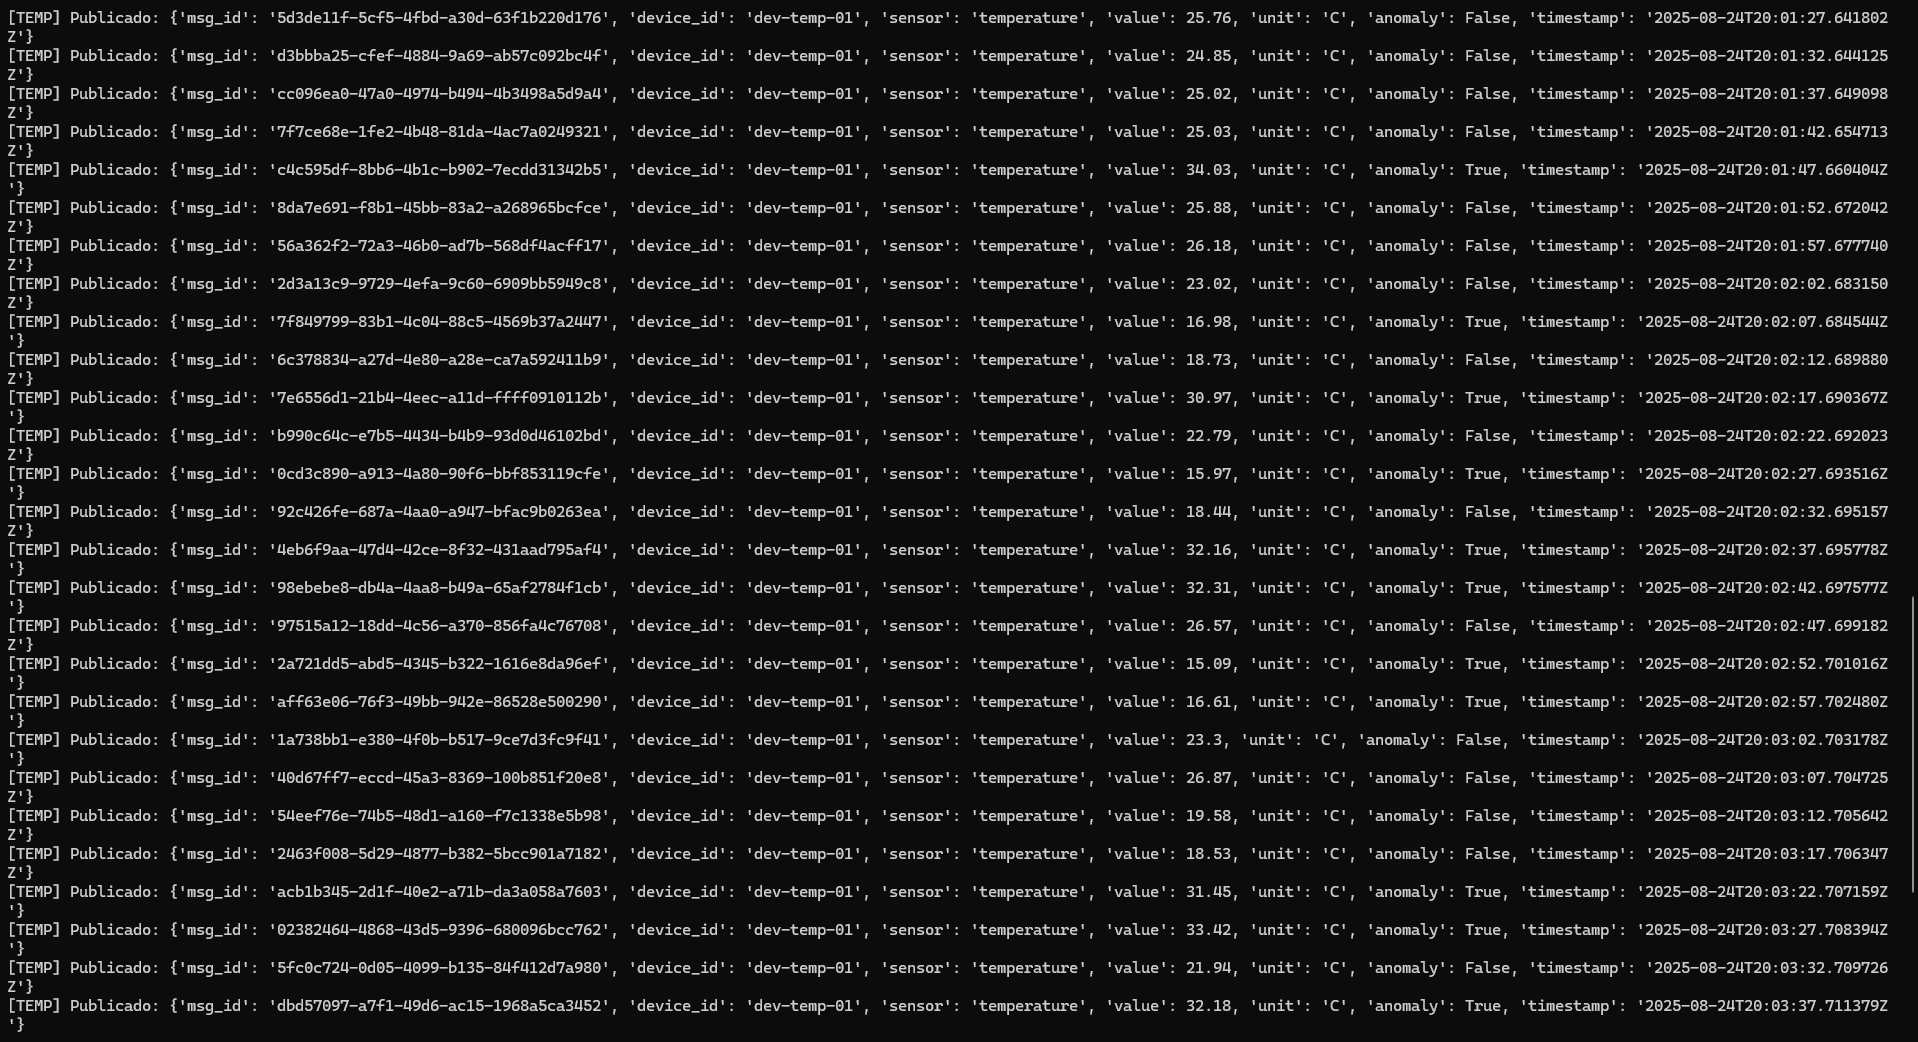 [TEMP] Publicado: {'msg_id': '5d3de11f-5cf5-4fbd-a30d-63f1b220d176', 'device_id': 'dev-temp-01', 'sensor': 'temperature', 'value': 25.76, 'unit': 'C', 'anomaly': False, 'timestamp': '2025-08-24T20:01:27.641802
Z'}
[TEMP] Publicado: {'msg_id': 'd3bbba25-cfef-4884-9a69-ab57c092bc4f', 'device_id': 'dev-temp-01', 'sensor': 'temperature', 'value': 24.85, 'unit': 'C', 'anomaly': False, 'timestamp': '2025-08-24T20:01:32.644125
Z'}
[TEMP] Publicado: {'msg_id': 'cc096ea0-47a0-4974-b494-4b3498a5d9a4', 'device_id': 'dev-temp-01', 'sensor': 'temperature', 'value': 25.02, 'unit': 'C', 'anomaly': False, 'timestamp': '2025-08-24T20:01:37.649098
Z'}
[TEMP] Publicado: {'msg_id': '7f7ce68e-1fe2-4b48-81da-4ac7a0249321', 'device_id': 'dev-temp-01', 'sensor': 'temperature', 'value': 25.03, 'unit': 'C', 'anomaly': False, 'timestamp': '2025-08-24T20:01:42.654713
Z'}
[TEMP] Publicado: {'msg_id': 'c4c595df-8bb6-4b1c-b902-7ecdd31342b5', 'device_id': 'dev-temp-01', 'sensor': 'temperature', 'value': 34.03, 'unit': 'C', 'anomaly': True, 'timestamp': '2025-08-24T20:01:47.660404Z
'}
[TEMP] Publicado: {'msg_id': '8da7e691-f8b1-45bb-83a2-a268965bcfce', 'device_id': 'dev-temp-01', 'sensor': 'temperature', 'value': 25.88, 'unit': 'C', 'anomaly': False, 'timestamp': '2025-08-24T20:01:52.672042
Z'}
[TEMP] Publicado: {'msg_id': '56a362f2-72a3-46b0-ad7b-568df4acff17', 'device_id': 'dev-temp-01', 'sensor': 'temperature', 'value': 26.18, 'unit': 'C', 'anomaly': False, 'timestamp': '2025-08-24T20:01:57.677740
Z'}
[TEMP] Publicado: {'msg_id': '2d3a13c9-9729-4efa-9c60-6909bb5949c8', 'device_id': 'dev-temp-01', 'sensor': 'temperature', 'value': 23.02, 'unit': 'C', 'anomaly': False, 'timestamp': '2025-08-24T20:02:02.683150
Z'}
[TEMP] Publicado: {'msg_id': '7f849799-83b1-4c04-88c5-4569b37a2447', 'device_id': 'dev-temp-01', 'sensor': 'temperature', 'value': 16.98, 'unit': 'C', 'anomaly': True, 'timestamp': '2025-08-24T20:02:07.684544Z
'}
[TEMP] Publicado: {'msg_id': '6c378834-a27d-4e80-a28e-ca7a592411b9', 'device_id': 'dev-temp-01', 'sensor': 'temperature', 'value': 18.73, 'unit': 'C', 'anomaly': False, 'timestamp': '2025-08-24T20:02:12.689880
Z'}
[TEMP] Publicado: {'msg_id': '7e6556d1-21b4-4eec-a11d-ffff0910112b', 'device_id': 'dev-temp-01', 'sensor': 'temperature', 'value': 30.97, 'unit': 'C', 'anomaly': True, 'timestamp': '2025-08-24T20:02:17.690367Z
'}
[TEMP] Publicado: {'msg_id': 'b990c64c-e7b5-4434-b4b9-93d0d46102bd', 'device_id': 'dev-temp-01', 'sensor': 'temperature', 'value': 22.79, 'unit': 'C', 'anomaly': False, 'timestamp': '2025-08-24T20:02:22.692023
Z'}
[TEMP] Publicado: {'msg_id': '0cd3c890-a913-4a80-90f6-bbf853119cfe', 'device_id': 'dev-temp-01', 'sensor': 'temperature', 'value': 15.97, 'unit': 'C', 'anomaly': True, 'timestamp': '2025-08-24T20:02:27.693516Z
'}
[TEMP] Publicado: {'msg_id': '92c426fe-687a-4aa0-a947-bfac9b0263ea', 'device_id': 'dev-temp-01', 'sensor': 'temperature', 'value': 18.44, 'unit': 'C', 'anomaly': False, 'timestamp': '2025-08-24T20:02:32.695157
Z'}
[TEMP] Publicado: {'msg_id': '4eb6f9aa-47d4-42ce-8f32-431aad795af4', 'device_id': 'dev-temp-01', 'sensor': 'temperature', 'value': 32.16, 'unit': 'C', 'anomaly': True, 'timestamp': '2025-08-24T20:02:37.695778Z
'}
[TEMP] Publicado: {'msg_id': '98ebebe8-db4a-4aa8-b49a-65af2784f1cb', 'device_id': 'dev-temp-01', 'sensor': 'temperature', 'value': 32.31, 'unit': 'C', 'anomaly': True, 'timestamp': '2025-08-24T20:02:42.697577Z
'}
[TEMP] Publicado: {'msg_id': '97515a12-18dd-4c56-a370-856fa4c76708', 'device_id': 'dev-temp-01', 'sensor': 'temperature', 'value': 26.57, 'unit': 'C', 'anomaly': False, 'timestamp': '2025-08-24T20:02:47.699182
Z'}
[TEMP] Publicado: {'msg_id': '2a721dd5-abd5-4345-b322-1616e8da96ef', 'device_id': 'dev-temp-01', 'sensor': 'temperature', 'value': 15.09, 'unit': 'C', 'anomaly': True, 'timestamp': '2025-08-24T20:02:52.701016Z
'}
[TEMP] Publicado: {'msg_id': 'aff63e06-76f3-49bb-942e-86528e500290', 'device_id': 'dev-temp-01', 'sensor': 'temperature', 'value': 16.61, 'unit': 'C', 'anomaly': True, 'timestamp': '2025-08-24T20:02:57.702480Z
'}
[TEMP] Publicado: {'msg_id': '1a738bb1-e380-4f0b-b517-9ce7d3fc9f41', 'device_id': 'dev-temp-01', 'sensor': 'temperature', 'value': 23.3, 'unit': 'C', 'anomaly': False, 'timestamp': '2025-08-24T20:03:02.703178Z
'}
[TEMP] Publicado: {'msg_id': '40d67ff7-eccd-45a3-8369-100b851f20e8', 'device_id': 'dev-temp-01', 'sensor': 'temperature', 'value': 26.87, 'unit': 'C', 'anomaly': False, 'timestamp': '2025-08-24T20:03:07.704725
Z'}
[TEMP] Publicado: {'msg_id': '54eef76e-74b5-48d1-a160-f7c1338e5b98', 'device_id': 'dev-temp-01', 'sensor': 'temperature', 'value': 19.58, 'unit': 'C', 'anomaly': False, 'timestamp': '2025-08-24T20:03:12.705642
Z'}
[TEMP] Publicado: {'msg_id': '2463f008-5d29-4877-b382-5bcc901a7182', 'device_id': 'dev-temp-01', 'sensor': 'temperature', 'value': 18.53, 'unit': 'C', 'anomaly': False, 'timestamp': '2025-08-24T20:03:17.706347
Z'}
[TEMP] Publicado: {'msg_id': 'acb1b345-2d1f-40e2-a71b-da3a058a7603', 'device_id': 'dev-temp-01', 'sensor': 'temperature', 'value': 31.45, 'unit': 'C', 'anomaly': True, 'timestamp': '2025-08-24T20:03:22.707159Z
'}
[TEMP] Publicado: {'msg_id': '02382464-4868-43d5-9396-680096bcc762', 'device_id': 'dev-temp-01', 'sensor': 'temperature', 'value': 33.42, 'unit': 'C', 'anomaly': True, 'timestamp': '2025-08-24T20:03:27.708394Z
'}
[TEMP] Publicado: {'msg_id': '5fc0c724-0d05-4099-b135-84f412d7a980', 'device_id': 'dev-temp-01', 'sensor': 'temperature', 'value': 21.94, 'unit': 'C', 'anomaly': False, 'timestamp': '2025-08-24T20:03:32.709726
Z'}
[TEMP] Publicado: {'msg_id': 'dbd57097-a7f1-49d6-ac15-1968a5ca3452', 'device_id': 'dev-temp-01', 'sensor': 'temperature', 'value': 32.18, 'unit': 'C', 'anomaly': True, 'timestamp': '2025-08-24T20:03:37.711379Z
'}